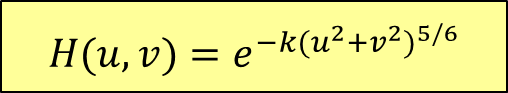 H(u, v) = e^{-k(u^2+v^2)^{5/6}}